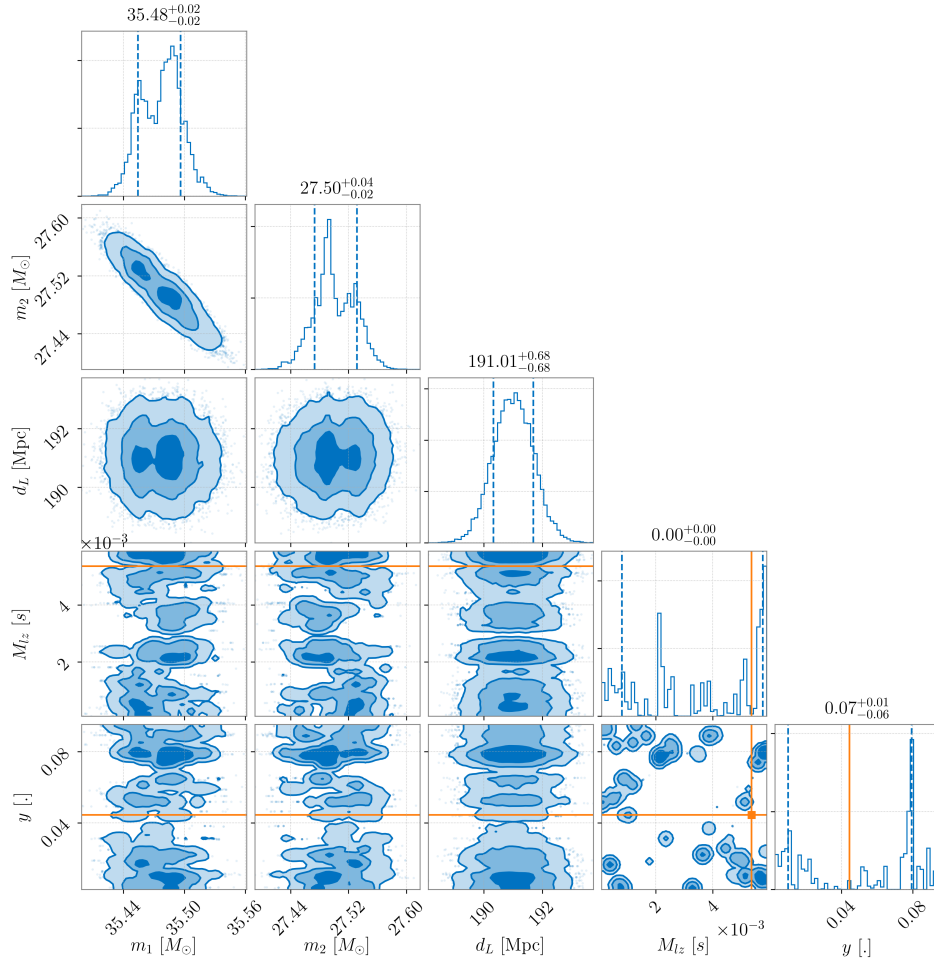 35.48^{+0.02}_{-0.02}
27.60
27.52
27.44
m_2 [M_⊙]
27.50^{+0.04}_{-0.02}
192
190
d_L [Mpc]
191.01^{+0.68}_{-0.68}
×10^{-3}
4
2
M_{lz} [s]
0.00^{+0.00}_{-0.00}
0.08
0.04
y [.]
0.07^{+0.01}_{-0.06}
35.44 35.50 35.56
m_1 [M_⊙]
27.44 27.52 27.60
m_2 [M_⊙]
190 192
d_L [Mpc]
2 4
×10^{-3}
M_{lz} [s]
0.04 0.08
y [.]